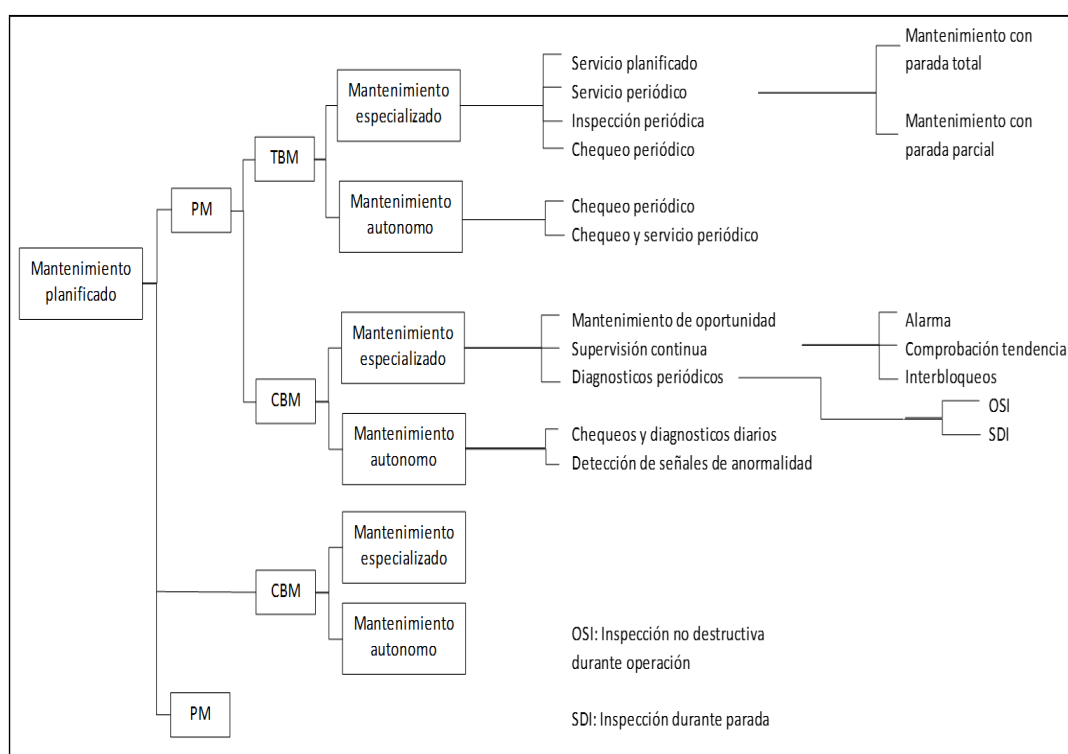 Mantenimiento
planificado
PM
TBM
Mantenimiento
especializado
Servicio planificado
Servicio periódico
Inspección periódica
Chequeo periódico
Mantenimiento con
parada total
Mantenimiento con
parada parcial
Mantenimiento
autonomo
Chequeo periódico
Chequeo y servicio periódico
CBM
Mantenimiento
especializado
Mantenimiento de oportunidad
Supervisión continua
Diagnosticos periódicos
Alarma
Comprobación tendencia
Interbloqueos
OSI
SDI
Mantenimiento
autonomo
Chequeos y diagnosticos diarios
Detección de señales de anormalidad
CBM
Mantenimiento
especializado
Mantenimiento
autonomo
PM
OSI: Inspección no destructiva
durante operación
SDI: Inspección durante parada